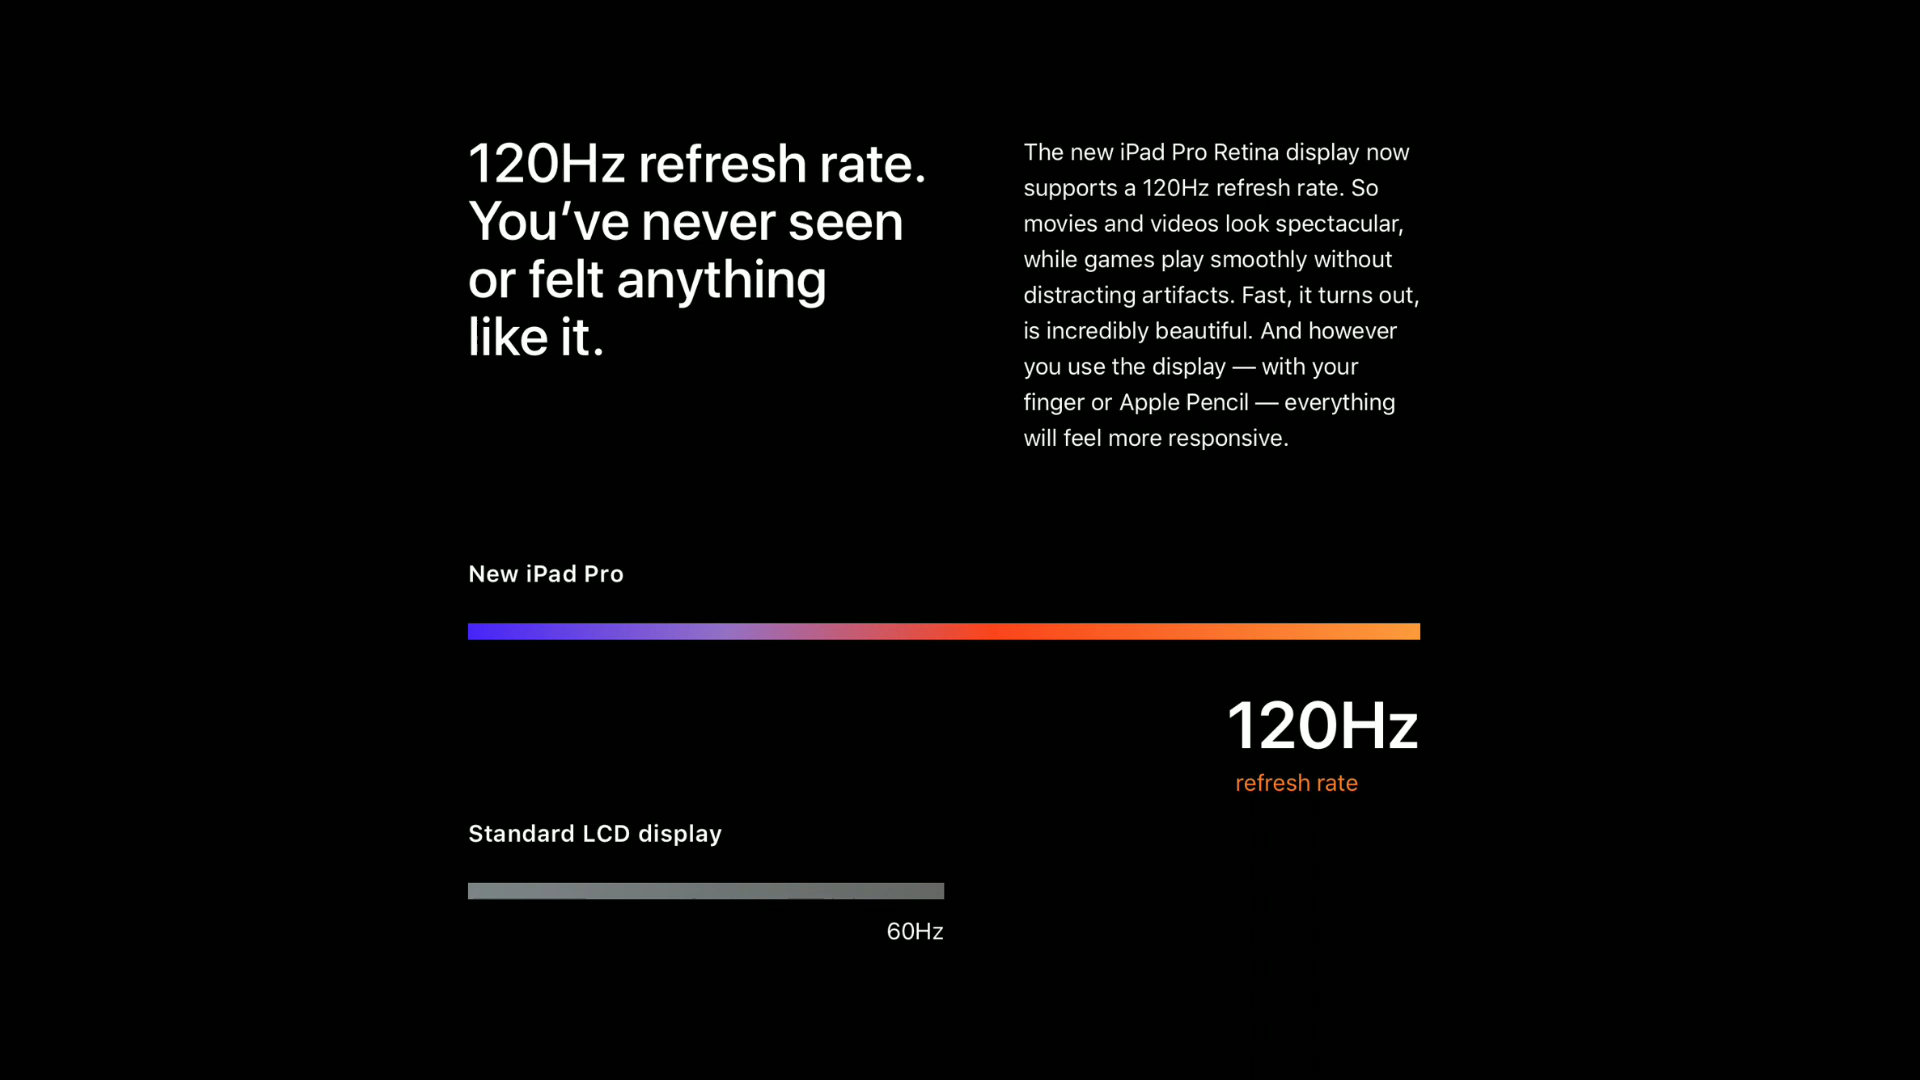 120Hz refresh rate.
You’ve never seen
or felt anything
like it.
The new iPad Pro Retina display now
supports a 120Hz refresh rate. So
movies and videos look spectacular,
while games play smoothly without
distracting artifacts. Fast, it turns out,
is incredibly beautiful. And however
you use the display — with your
finger or Apple Pencil — everything
will feel more responsive.
New iPad Pro
120Hz
refresh rate
Standard LCD display
60Hz